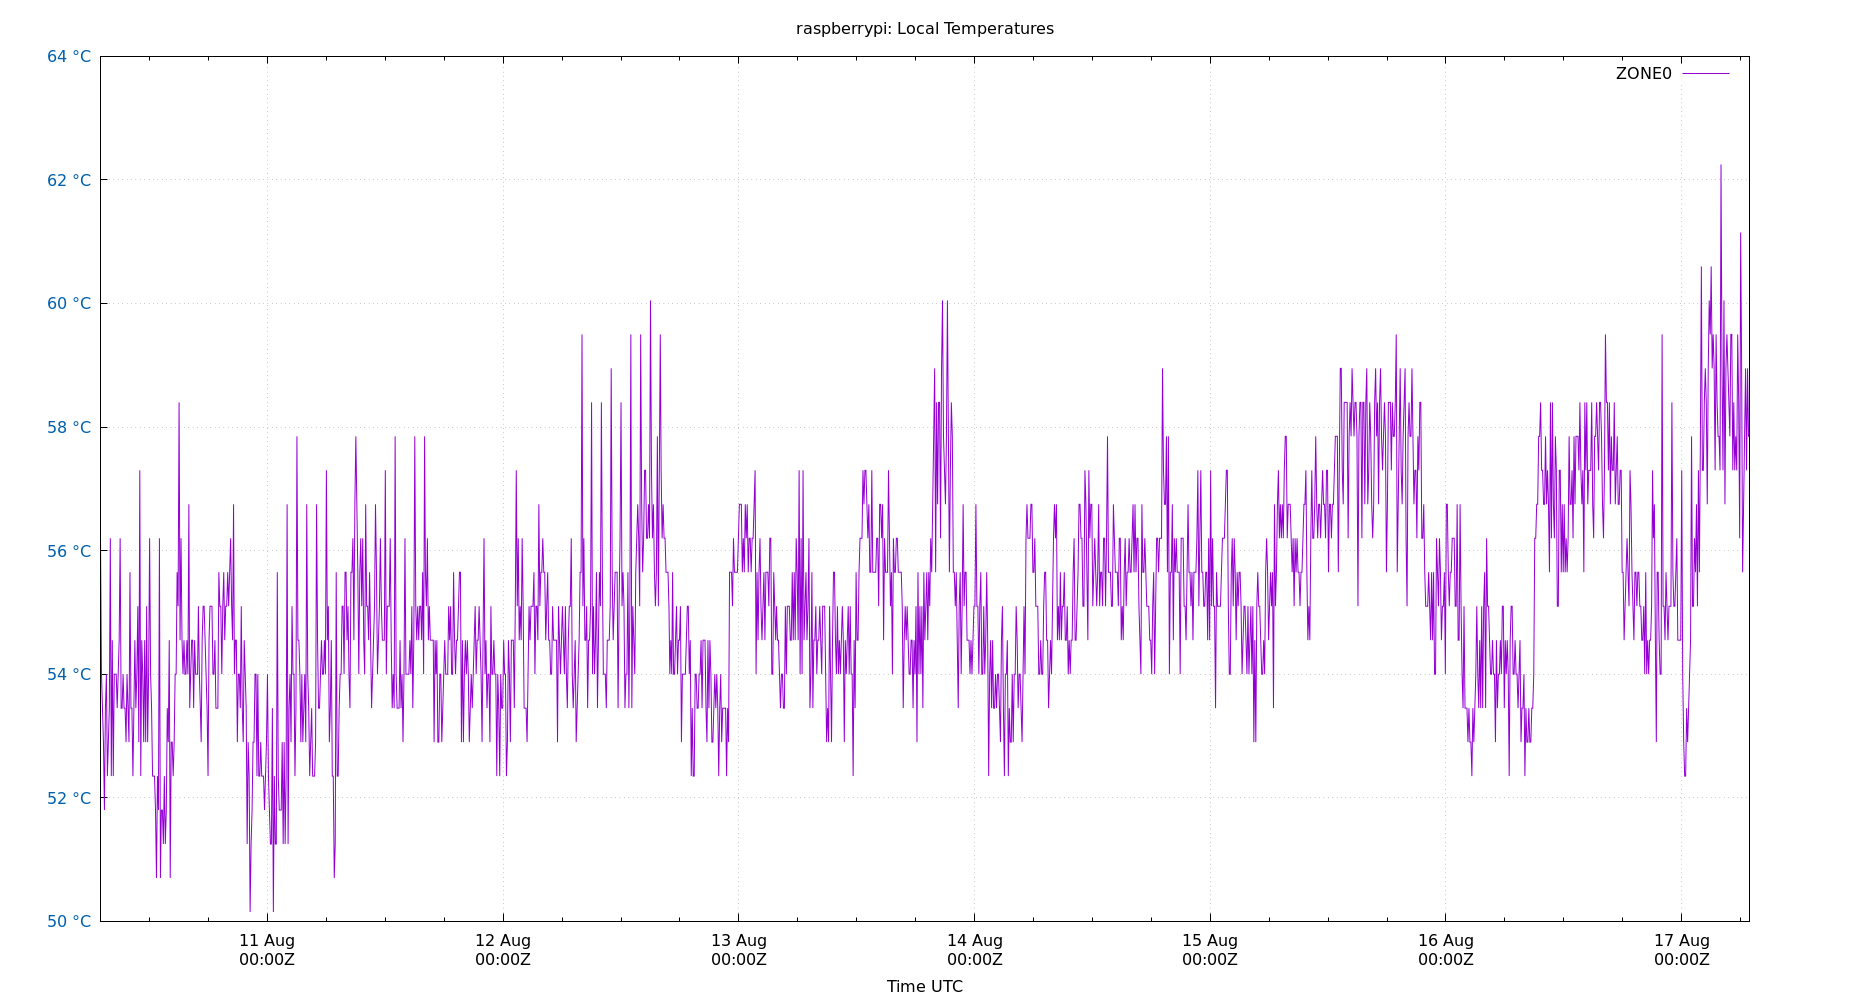 raspberrypi: Local Temperatures
64 °C
ZONE0
62 °C
60 °C
58 °C
56 °C
54 °C
52 °C
50 °C
11 Aug 12 Aug 13 Aug 14 Aug 15 Aug 16 Aug 17 Aug
00:00Z 00:00Z 00:00Z 00:00Z 00:00Z 00:00Z 00:00Z
Time UTC